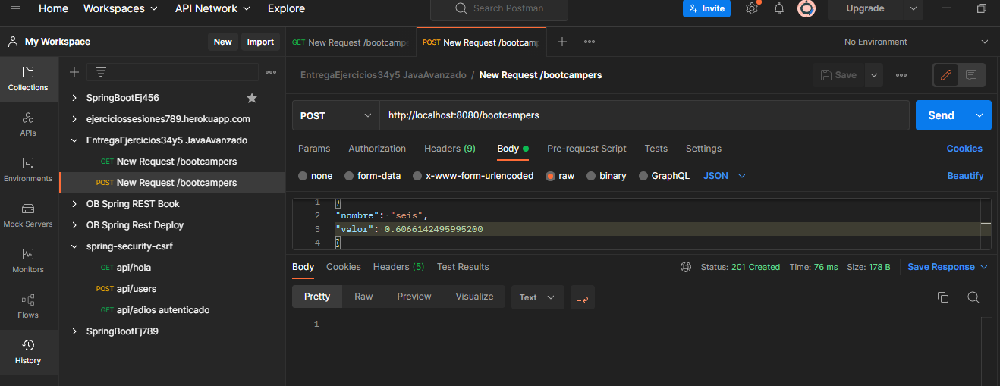 Home Workspaces API Network Explore Search Postman Invite Upgrade
My Workspace New Import GET New Request /bootcamp POST New Request /bootcamp No Environment
Collections
APIs
Environments
Mock Servers
Monitors
Flows
History
SpringBootEj456
ejerciciossesiones789.herokuapp.com
EntregaEjercicios34y5 JavaAvanzado
GET New Request /bootcampers
POST New Request /bootcampers
OB Spring REST Book
OB Spring Rest Deploy
spring-security-csrf
GET api/hola
POST api/users
GET api/adios autenticado
SpringBootEj789
EntregaEjercicios34y5 JavaAvanzado / New Request /bootcampers Save
POST http://localhost:8080/bootcampers Send
Params Authorization Headers (9) Body Pre-request Script Tests Settings Cookies
none form-data x-www-form-urlencoded raw binary GraphQL JSON Beautify
1 {
2 "nombre": "seis",
3 "valor": 0.6066142495995200
4 }
Body Cookies Headers (5) Test Results Status: 201 Created Time: 76 ms Size: 178 B Save Response
Pretty Raw Preview Visualize Text
1